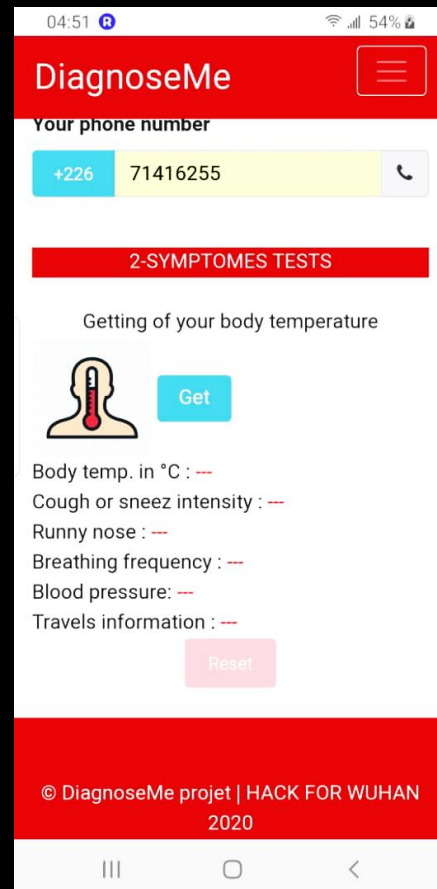 04:51 R 54%
DiagnoseMe
Your phone number
+226 71416255
2-SYMPTOMES TESTS
Getting of your body temperature
Get
Body temp. in °C : ---
Cough or sneez intensity : ---
Runny nose : ---
Breathing frequency : ---
Blood pressure: ---
Travels information : ---
Reset
© DiagnoseMe projet | HACK FOR WUHAN
2020